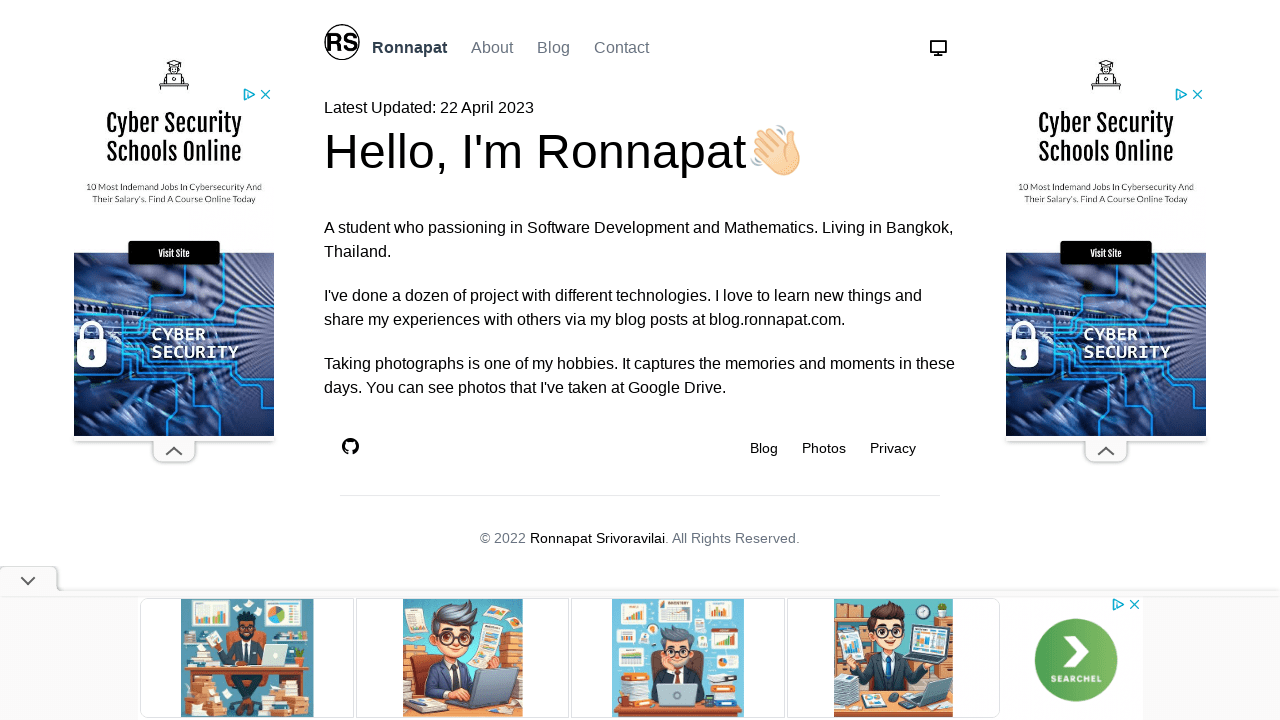 RS
Ronnapat About Blog Contact
Latest Updated: 22 April 2023
Hello, I'm Ronnapat👋🏻
A student who passioning in Software Development and Mathematics. Living in Bangkok,
Thailand.
I've done a dozen of project with different technologies. I love to learn new things and
share my experiences with others via my blog posts at blog.ronnapat.com.
Taking photographs is one of my hobbies. It captures the memories and moments in these
days. You can see photos that I've taken at Google Drive.
Blog Photos Privacy
© 2022 Ronnapat Srivoravilai. All Rights Reserved.
Cyber Security
Schools Online
10 Most Indemand Jobs In Cybersecurity And
Their Salary's. Find A Course Online Today
Visit Site
CYBER
SECURITY
Cyber Security
Schools Online
10 Most Indemand Jobs In Cybersecurity And
Their Salary's. Find A Course Online Today
Visit Site
CYBER
SECURITY
SEARCHEL